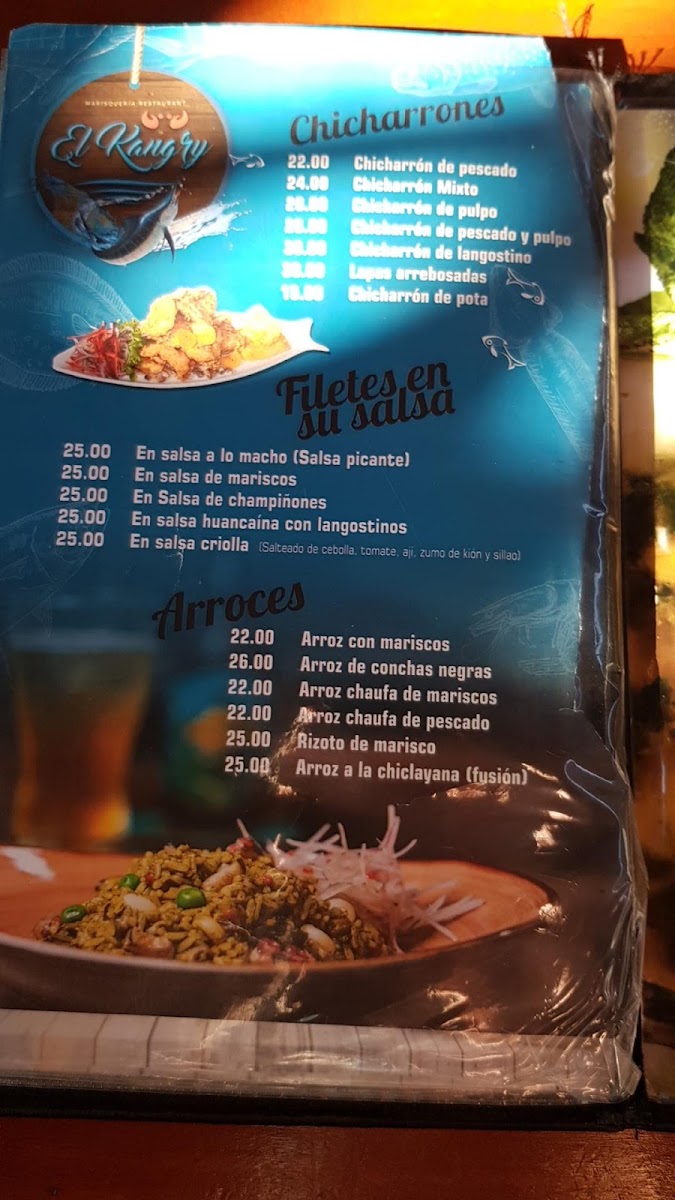 MARISQUERIA RESTAURANT
El Kangry
Chicharrones
22.00 Chicharrón de pescado
24.00 Chicharrón Mixto
Chicharrón de pulpo
Chicharrón de pescado y pulpo
Chicharrón de langostino
Lapas arrebosadas
Chicharrón de pota
Filetes en
su salsa
25.00 En salsa a lo macho (Salsa picante)
25.00 En salsa de mariscos
25.00 En Salsa de champiñones
25.00 En salsa huancaína con langostinos
25.00 En salsa criolla (Salteado de cebolla, tomate, ají, zumo de kión y sillao)
Arroces
22.00 Arroz con mariscos
26.00 Arroz de conchas negras
22.00 Arroz chaufa de mariscos
22.00 Arroz chaufa de pescado
25.00 Rizoto de marisco
25.00 Arroz a la chiclayana (fusión)